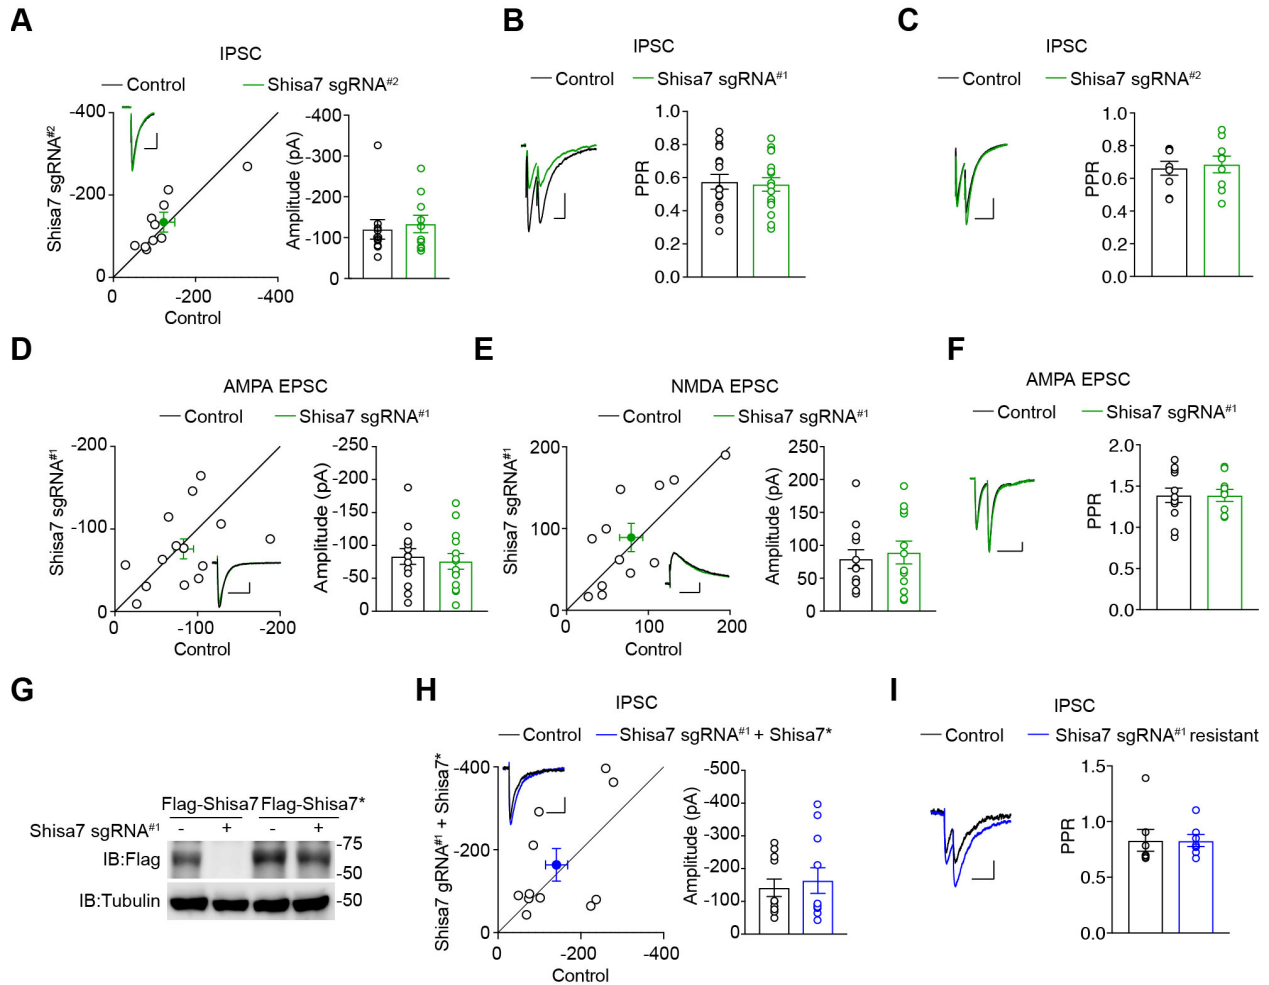 A
IPSC
Control
Shisa7 sgRNA#2
Shisa7 sgRNA#2
-400
-200
0
0
-200
-400
Control
Amplitude (pA)
-400
-300
-200
-100
0
B
IPSC
Control
Shisa7 sgRNA#1
PPR
1.0
0.8
0.6
0.4
0.2
0.0
C
IPSC
Control
Shisa7 sgRNA#2
PPR
1.0
0.8
0.6
0.4
0.2
0.0
D
AMPA EPSC
Control
Shisa7 sgRNA#1
Shisa7 sgRNA#1
-200
-100
0
0
-100
-200
Control
Amplitude (pA)
-250
-200
-150
-100
-50
0
E
NMDA EPSC
Control
Shisa7 sgRNA#1
Shisa7 sgRNA#1
200
100
0
0
100
200
Control
Amplitude (pA)
250
200
150
100
50
0
F
AMPA EPSC
Control
Shisa7 sgRNA#1
PPR
2.0
1.5
1.0
0.5
0.0
G
Flag-Shisa7 Flag-Shisa7*
Shisa7 sgRNA#1 - + - +
IB:Flag
-75
-50
IB:Tubulin
-50
H
IPSC
Control
Shisa7 sgRNA#1 + Shisa7*
Shisa7 gRNA#1 + Shisa7*
-400
-200
0
0
-200
-400
Control
Amplitude (pA)
-500
-400
-300
-200
-100
0
I
IPSC
Control
Shisa7 sgRNA#1 resistant
PPR
1.5
1.0
0.5
0.0